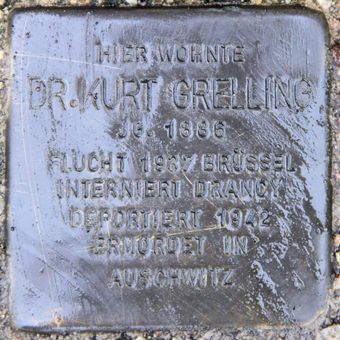 HIER WOHNTE
DR. KURT GRELLING
JG. 1886
FLUCHT 1937 BRÜSSEL
INTERNIERT DRANCY
DEPORTIERT 1942
ERMORDET IN
AUSCHWITZ